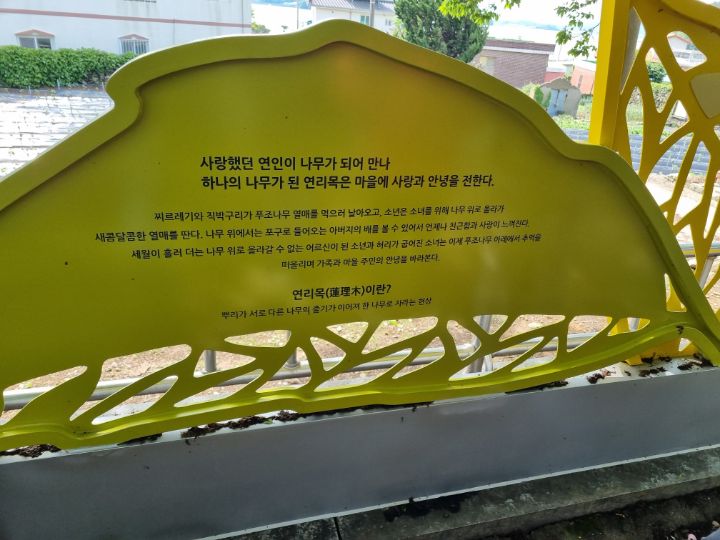 사랑했던 연인이 나무가 되어 만나
하나의 나무가 된 연리목은 마을에 사랑과 안녕을 전한다.
찌르레기와 직박구리가 푸조나무 열매를 먹으러 날아오고, 소년은 소녀를 위해 나무 위로 올라가
새콤달콤한 열매를 딴다. 나무 위에서는 포구로 들어오는 아버지의 배를 볼 수 있어서 언제나 친근함과 사랑이 느껴진다.
세월이 흘러 더는 나무 위로 올라갈 수 없는 어르신이 된 소년과 허리가 굽어진 소녀는 이제 푸조나무 아래에서 추억을
떠올리며 가족과 마을 주민의 안녕을 바라본다.
연리목(蓮理木)이란?
뿌리가 서로 다른 나무의 줄기가 이어져 한 나무로 자라는 현상